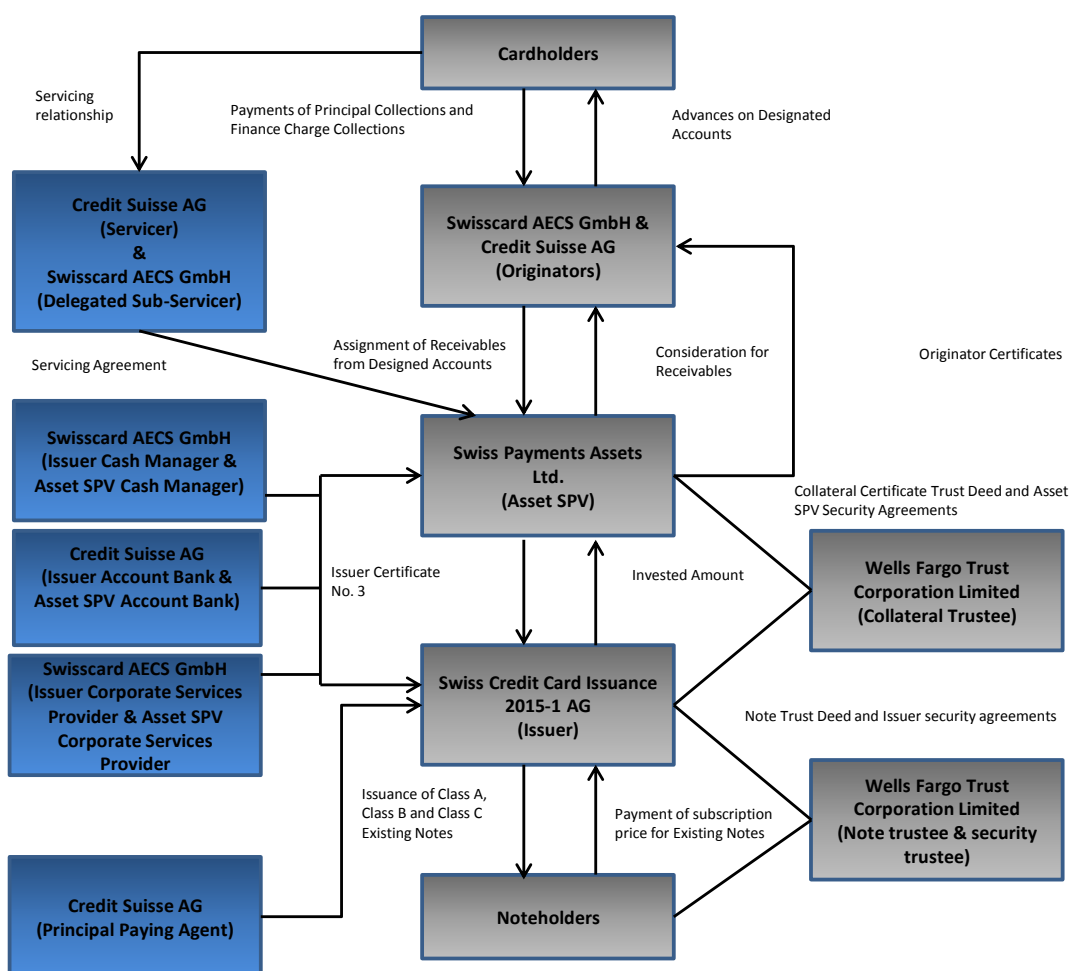 Cardholders
Servicing
relationship
Payments of Principal Collections and
Finance Charge Collections
Advances on Designated
Accounts
Credit Suisse AG
(Servicer)
&
Swisscard AECS GmbH
(Delegated Sub-Servicer)
Swisscard AECS GmbH &
Credit Suisse AG
(Originators)
Servicing Agreement
Assignment of Receivables
from Designed Accounts
Consideration for
Receivables
Originator Certificates
Swisscard AECS GmbH
(Issuer Cash Manager &
Asset SPV Cash Manager)
Swiss Payments Assets
Ltd.
(Asset SPV)
Collateral Certificate Trust Deed and Asset
SPV Security Agreements
Credit Suisse AG
(Issuer Account Bank &
Asset SPV Account Bank)
Issuer Certificate
No. 3
Invested Amount
Wells Fargo Trust
Corporation Limited
(Collateral Trustee)
Swisscard AECS GmbH
(Issuer Corporate Services
Provider & Asset SPV
Corporate Services
Provider
Swiss Credit Card Issuance
2015-1 AG
(Issuer)
Note Trust Deed and Issuer security agreements
Issuance of Class A,
Class B and Class C
Existing Notes
Payment of subscription
price for Existing Notes
Wells Fargo Trust
Corporation Limited
(Note trustee & security
trustee)
Credit Suisse AG
(Principal Paying Agent)
Noteholders